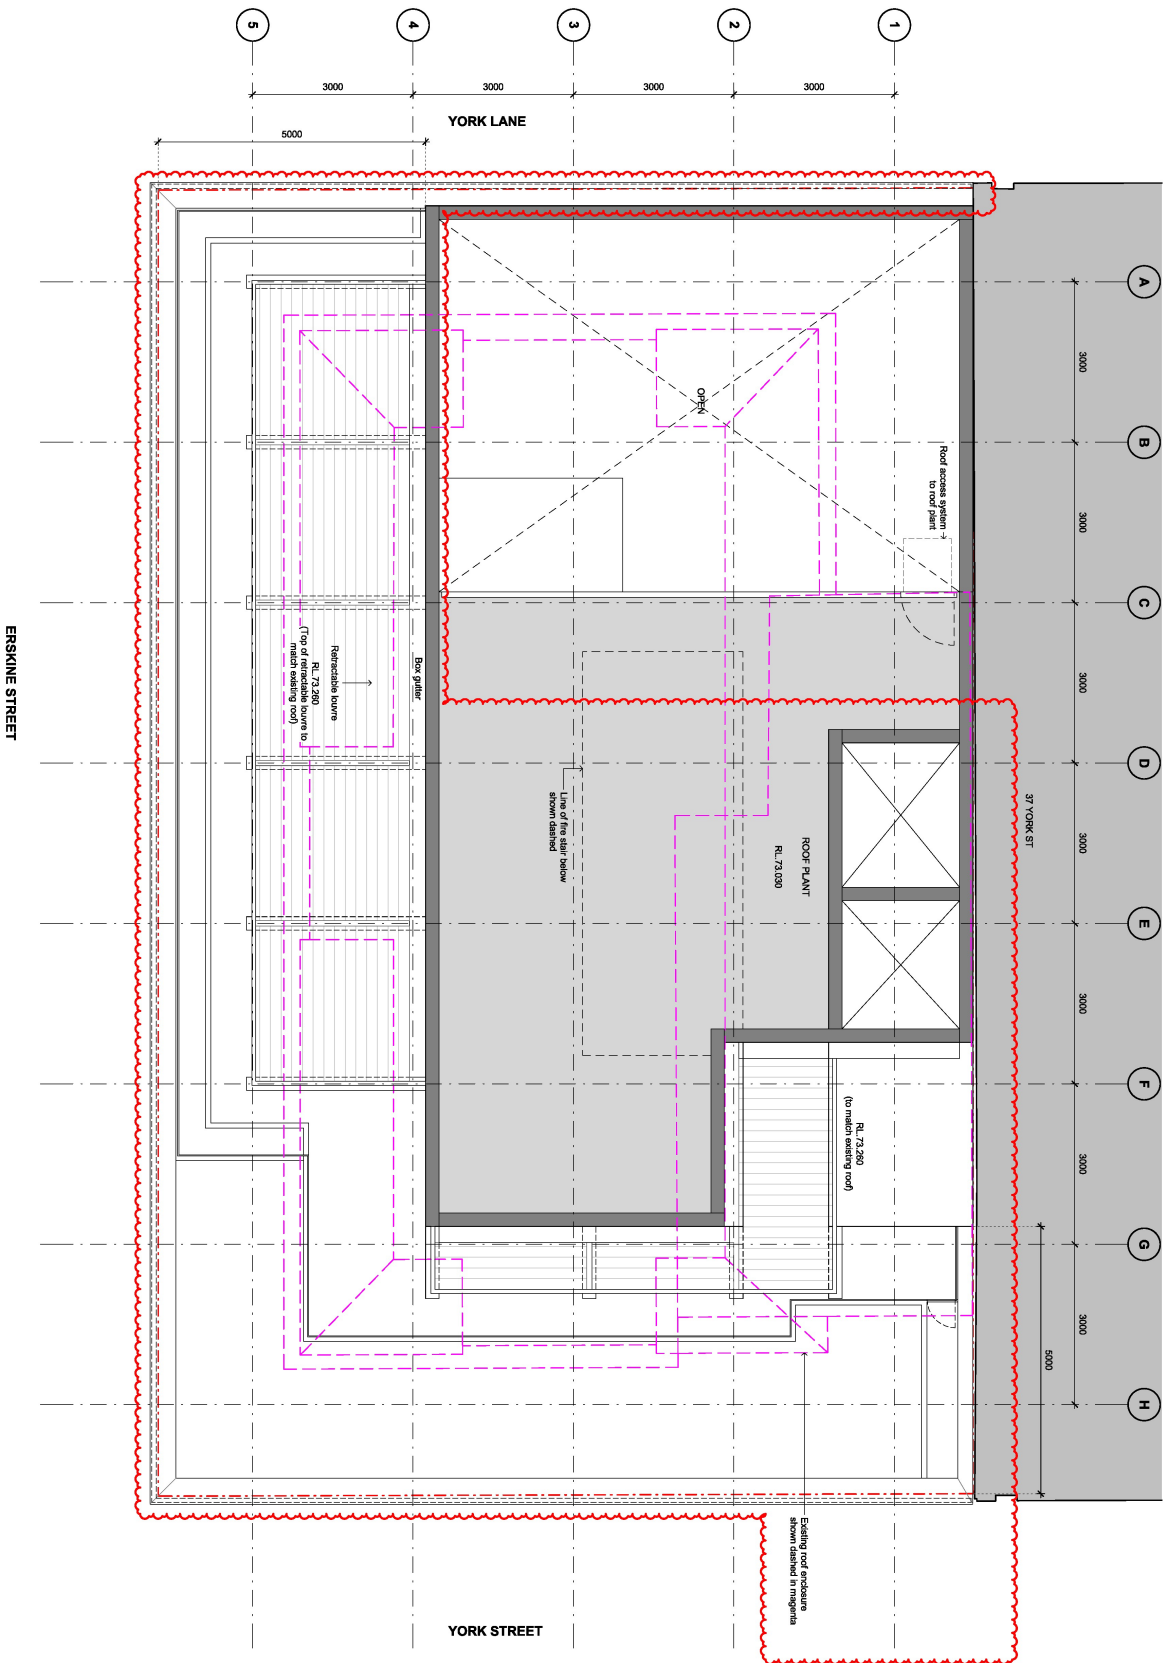 5
4
3
2
1
3000
3000
3000
3000
YORK LANE
5000
A
3000
B
3000
C
3000
D
3000
E
3000
F
3000
G
3000
H
5000
OPEN
Roof access system
to roof plant
Box gutter
Retractable louvre
RL.73.260
(Top of retractable louvre to
match existing roof)
ERSKINE STREET
37 YORK ST
Line of fire stair below
shown dashed
ROOF PLANT
RL.73.030
RL.73.260
(to match existing roof)
Existing roof enclosure
shown dashed in magenta
YORK STREET